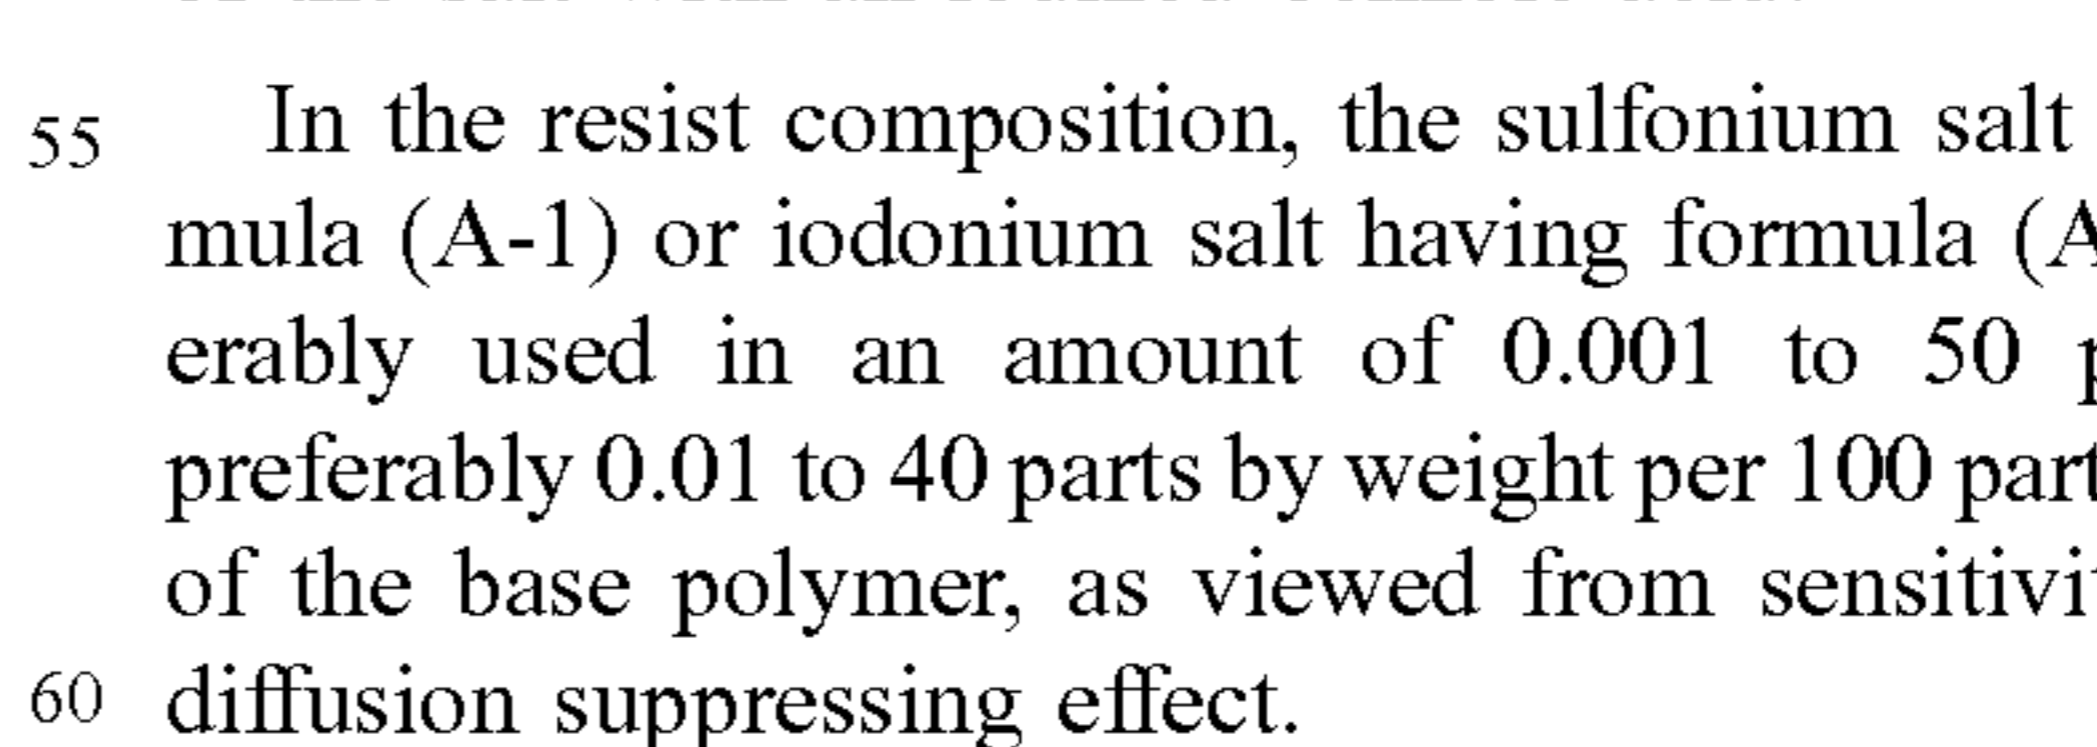 55 In the resist composition, the sulfonium salt
mula (A-1) or iodonium salt having formula (A
erably used in an amount of 0.001 to 50 p
preferably 0.01 to 40 parts by weight per 100 part
of the base polymer, as viewed from sensitivit
60 diffusion suppressing effect.